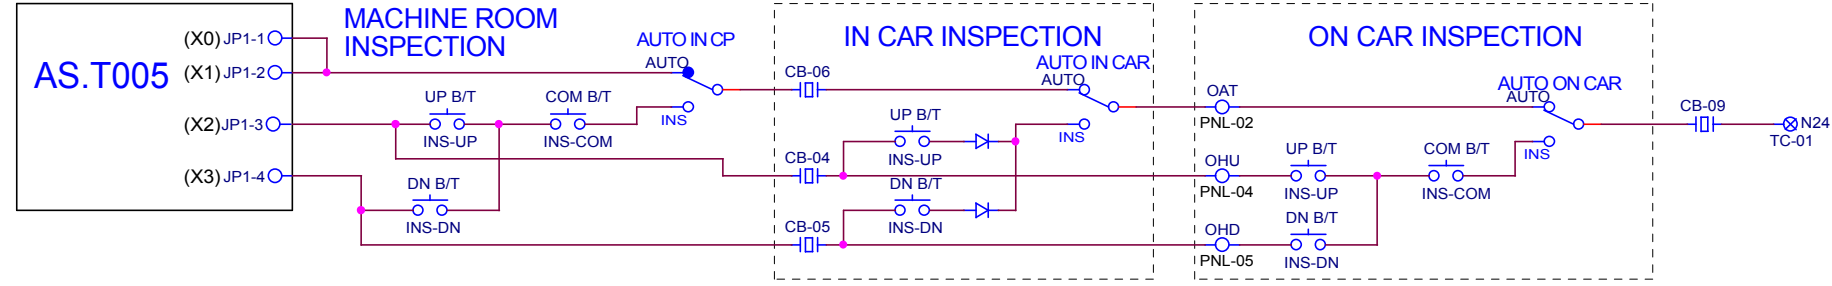 AS.T005
(X0) JP1-1
(X1) JP1-2
(X2) JP1-3
(X3) JP1-4
MACHINE ROOM
INSPECTION
AUTO IN CP
AUTO
INS
UP B/T
INS-UP
COM B/T
INS-COM
DN B/T
INS-DN
IN CAR INSPECTION
CB-06
CB-04
CB-05
AUTO IN CAR
AUTO
INS
UP B/T
INS-UP
DN B/T
INS-DN
ON CAR INSPECTION
OAT
PNL-02
OHU
PNL-04
OHD
PNL-05
AUTO ON CAR
AUTO
INS
UP B/T
INS-UP
COM B/T
INS-COM
DN B/T
INS-DN
CB-09
N24
TC-01